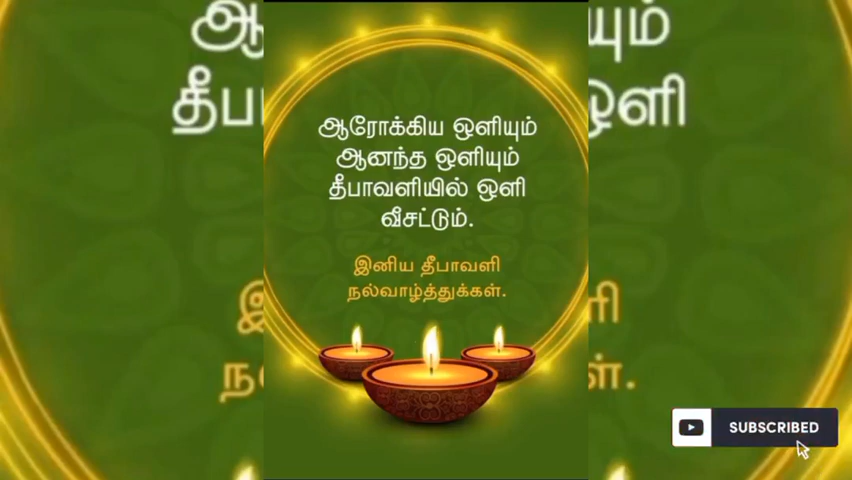 ஆரோக்கிய ஒளியும்
ஆனந்த ஒளியும்
தீபாவளியில் ஒளி
வீசட்டும்.
இனிய தீபாவளி
நல்வாழ்த்துக்கள்.
SUBSCRIBED